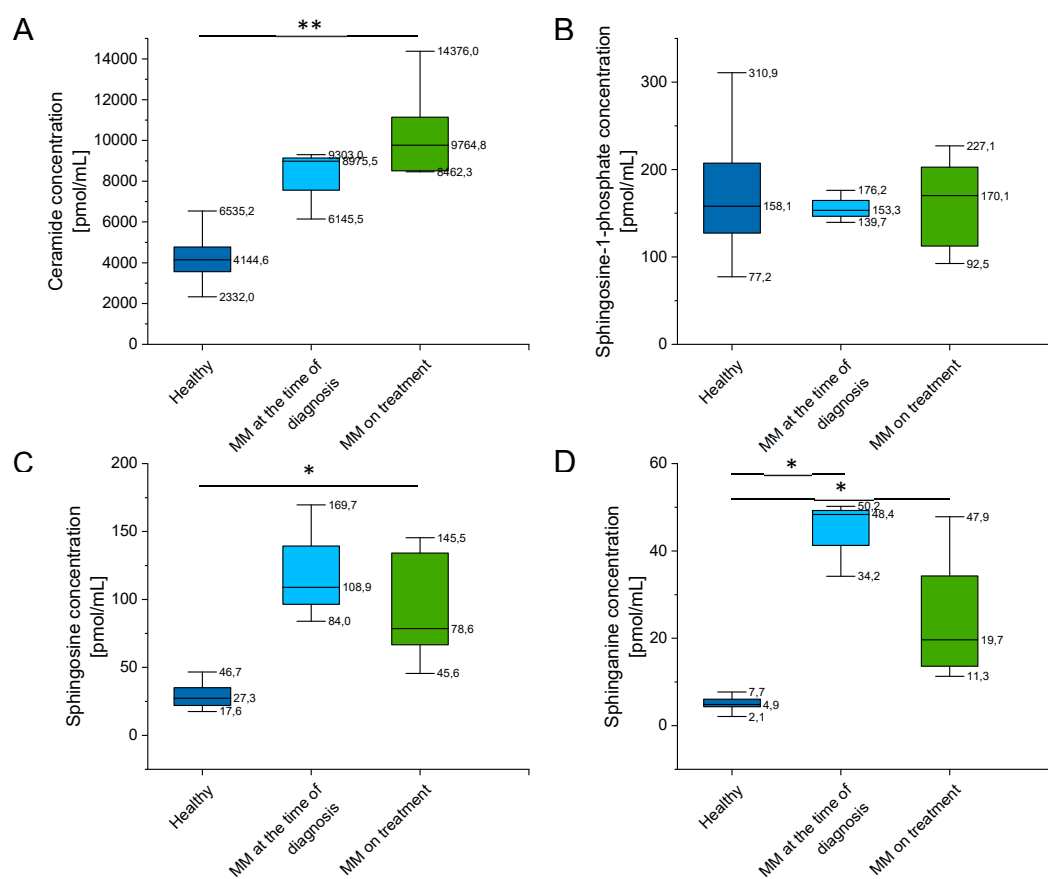 A
**
Ceramide concentration
[pmol/mL]
14000
12000
10000
8000
6000
4000
2000
0
6535,2
4144,6
2332,0
9303,0
8975,5
6145,5
14376,0
9764,8
8462,3
Healthy
MM at the time of
diagnosis
MM on treatment
B
Sphingosine-1-phosphate concentration
[pmol/mL]
300
200
100
0
310,9
158,1
77,2
176,2
153,3
139,7
227,1
170,1
92,5
Healthy
MM at the time of
diagnosis
MM on treatment
C
*
Sphingosine concentration
[pmol/mL]
200
150
100
50
0
46,7
27,3
17,6
169,7
108,9
84,0
145,5
78,6
45,6
Healthy
MM at the time of
diagnosis
MM on treatment
D
*
*
Sphinganine concentration
[pmol/mL]
60
40
20
0
7,7
4,9
2,1
50,2
48,4
34,2
47,9
19,7
11,3
Healthy
MM at the time of
diagnosis
MM on treatment